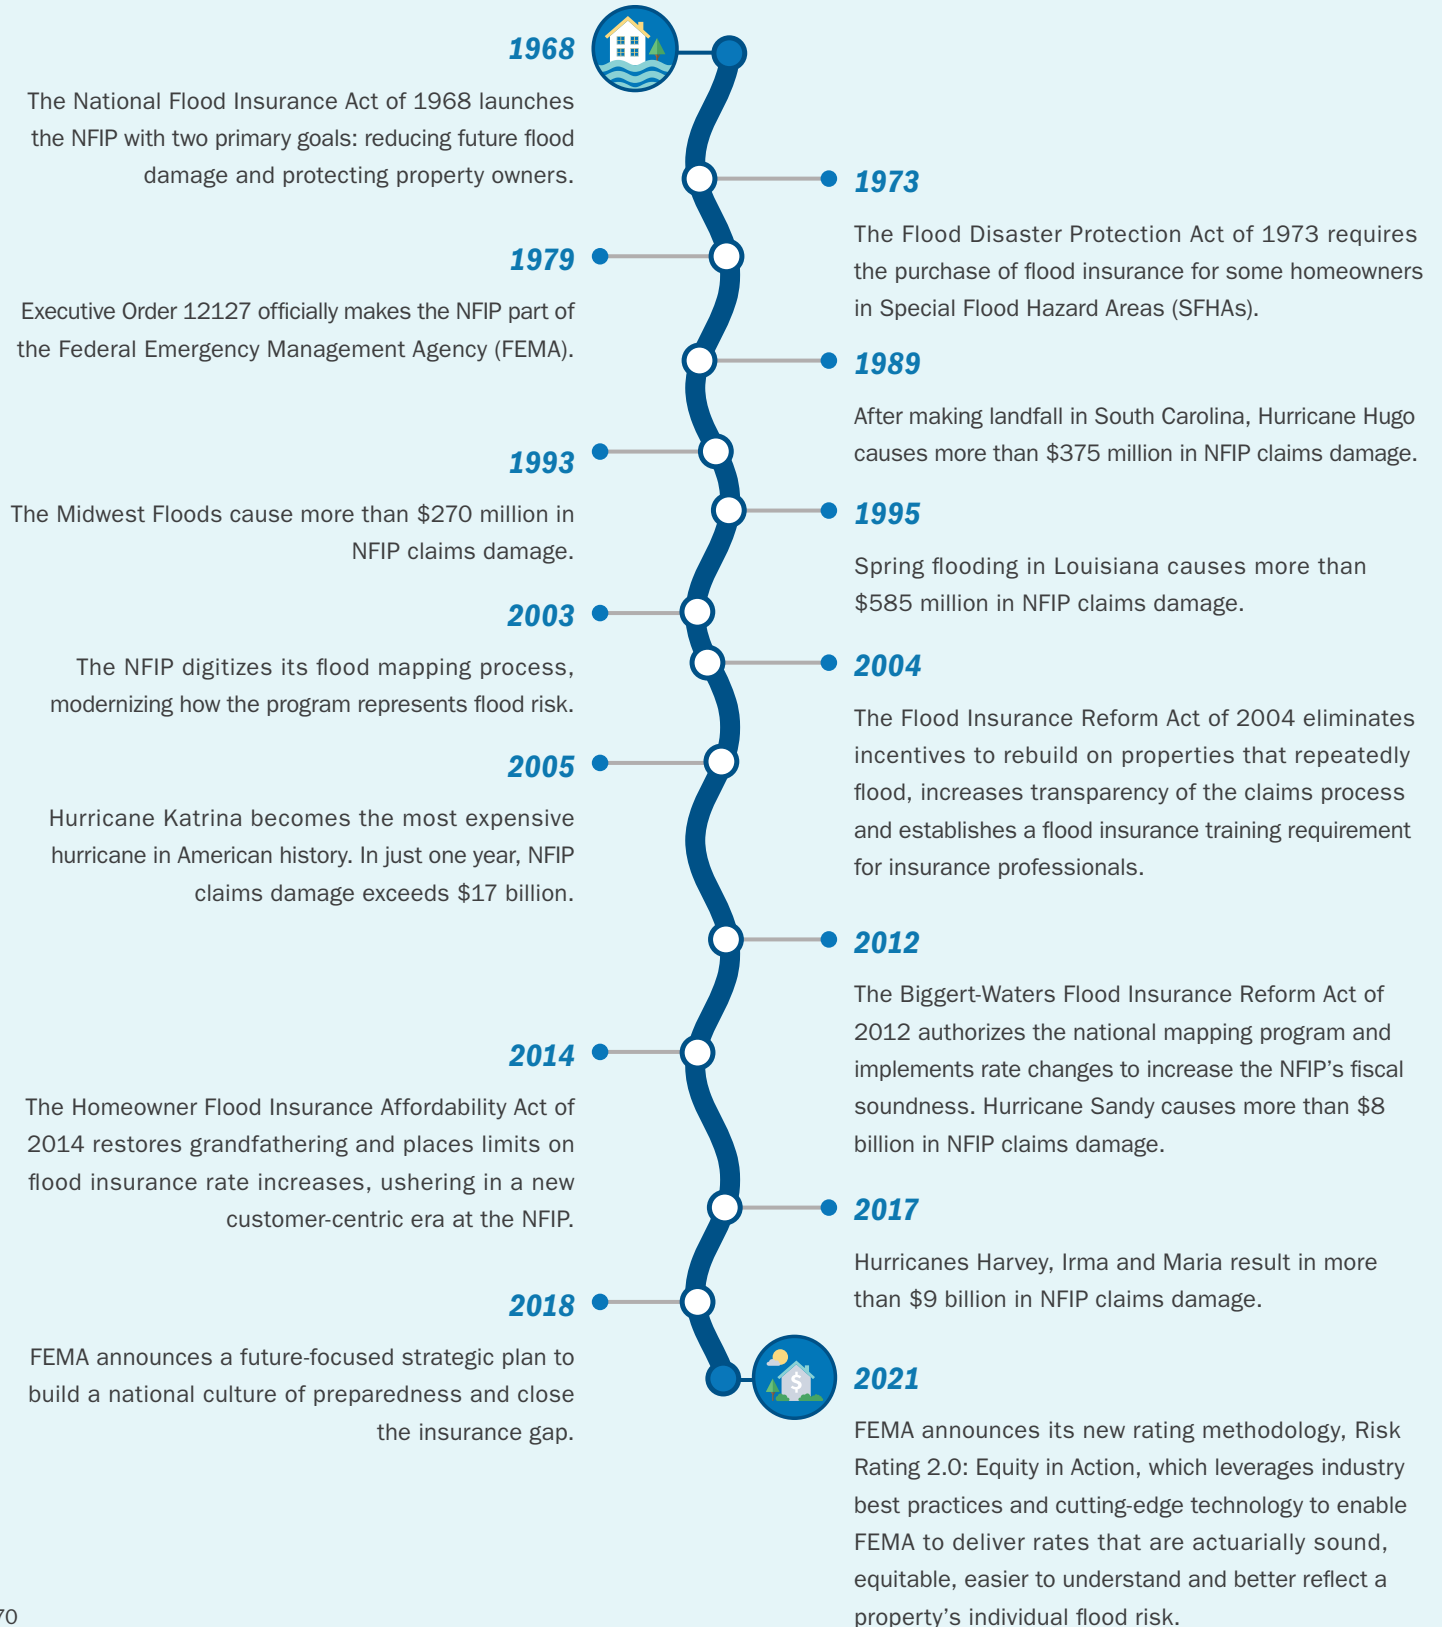 1968
The National Flood Insurance Act of 1968 launches
the NFIP with two primary goals: reducing future flood
damage and protecting property owners.
1973
The Flood Disaster Protection Act of 1973 requires
the purchase of flood insurance for some homeowners
in Special Flood Hazard Areas (SFHAs).
1979
Executive Order 12127 officially makes the NFIP part of
the Federal Emergency Management Agency (FEMA).
1989
After making landfall in South Carolina, Hurricane Hugo
causes more than $375 million in NFIP claims damage.
1993
The Midwest Floods cause more than $270 million in
NFIP claims damage.
1995
Spring flooding in Louisiana causes more than
$585 million in NFIP claims damage.
2003
The NFIP digitizes its flood mapping process,
modernizing how the program represents flood risk.
2004
The Flood Insurance Reform Act of 2004 eliminates
incentives to rebuild on properties that repeatedly
flood, increases transparency of the claims process
and establishes a flood insurance training requirement
for insurance professionals.
2005
Hurricane Katrina becomes the most expensive
hurricane in American history. In just one year, NFIP
claims damage exceeds $17 billion.
2012
The Biggert-Waters Flood Insurance Reform Act of
2012 authorizes the national mapping program and
implements rate changes to increase the NFIP's fiscal
soundness. Hurricane Sandy causes more than $8
billion in NFIP claims damage.
2014
The Homeowner Flood Insurance Affordability Act of
2014 restores grandfathering and places limits on
flood insurance rate increases, ushering in a new
customer-centric era at the NFIP.
2017
Hurricanes Harvey, Irma and Maria result in more
than $9 billion in NFIP claims damage.
2018
FEMA announces a future-focused strategic plan to
build a national culture of preparedness and close
the insurance gap.
$
2021
FEMA announces its new rating methodology, Risk
Rating 2.0: Equity in Action, which leverages industry
best practices and cutting-edge technology to enable
FEMA to deliver rates that are actuarially sound,
equitable, easier to understand and better reflect a
property's individual flood risk.
70